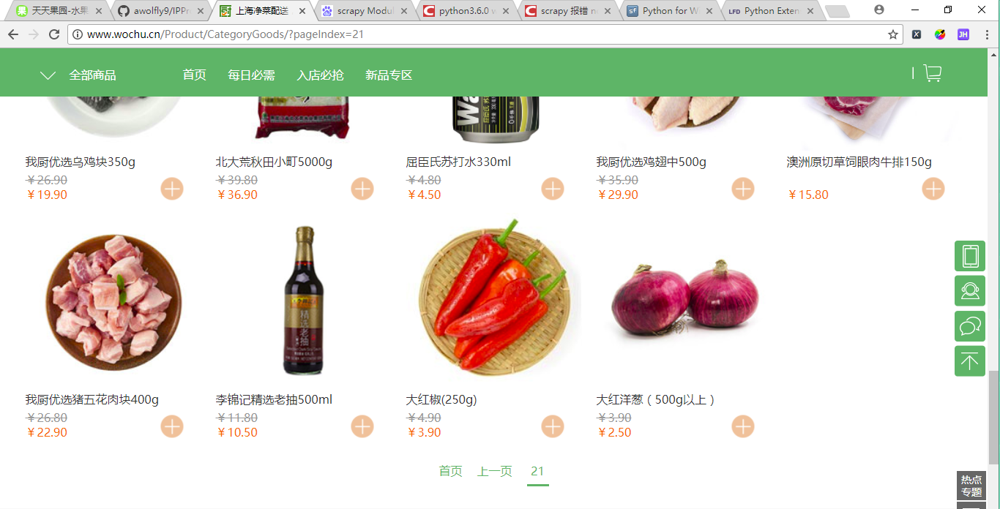 天天果园-水果
awolfly9/IPPr
上海净菜配送
scrapy Modul
python3.6.0 w
scrapy 报错 n
Python for W
Python Exten
www.wochu.cn/Product/CategoryGoods/?pageIndex=21
全部商品 首页 每日必需 入店必抢 新品专区
我厨优选乌鸡块350g 北大荒秋田小町5000g 屈臣氏苏打水330ml 我厨优选鸡翅中500g 澳洲原切草饲眼肉牛排150g
￥26.90 ￥39.80 ￥4.80 ￥35.90
￥19.90 ￥36.90 ￥4.50 ￥29.90 ￥15.80
精选老抽
我厨优选猪五花肉块400g 李锦记精选老抽500ml 大红椒(250g) 大红洋葱（500g以上）
￥26.80 ￥11.80 ￥4.90 ￥3.90
￥22.90 ￥10.50 ￥3.90 ￥2.50
首页 上一页 21
热点
专题